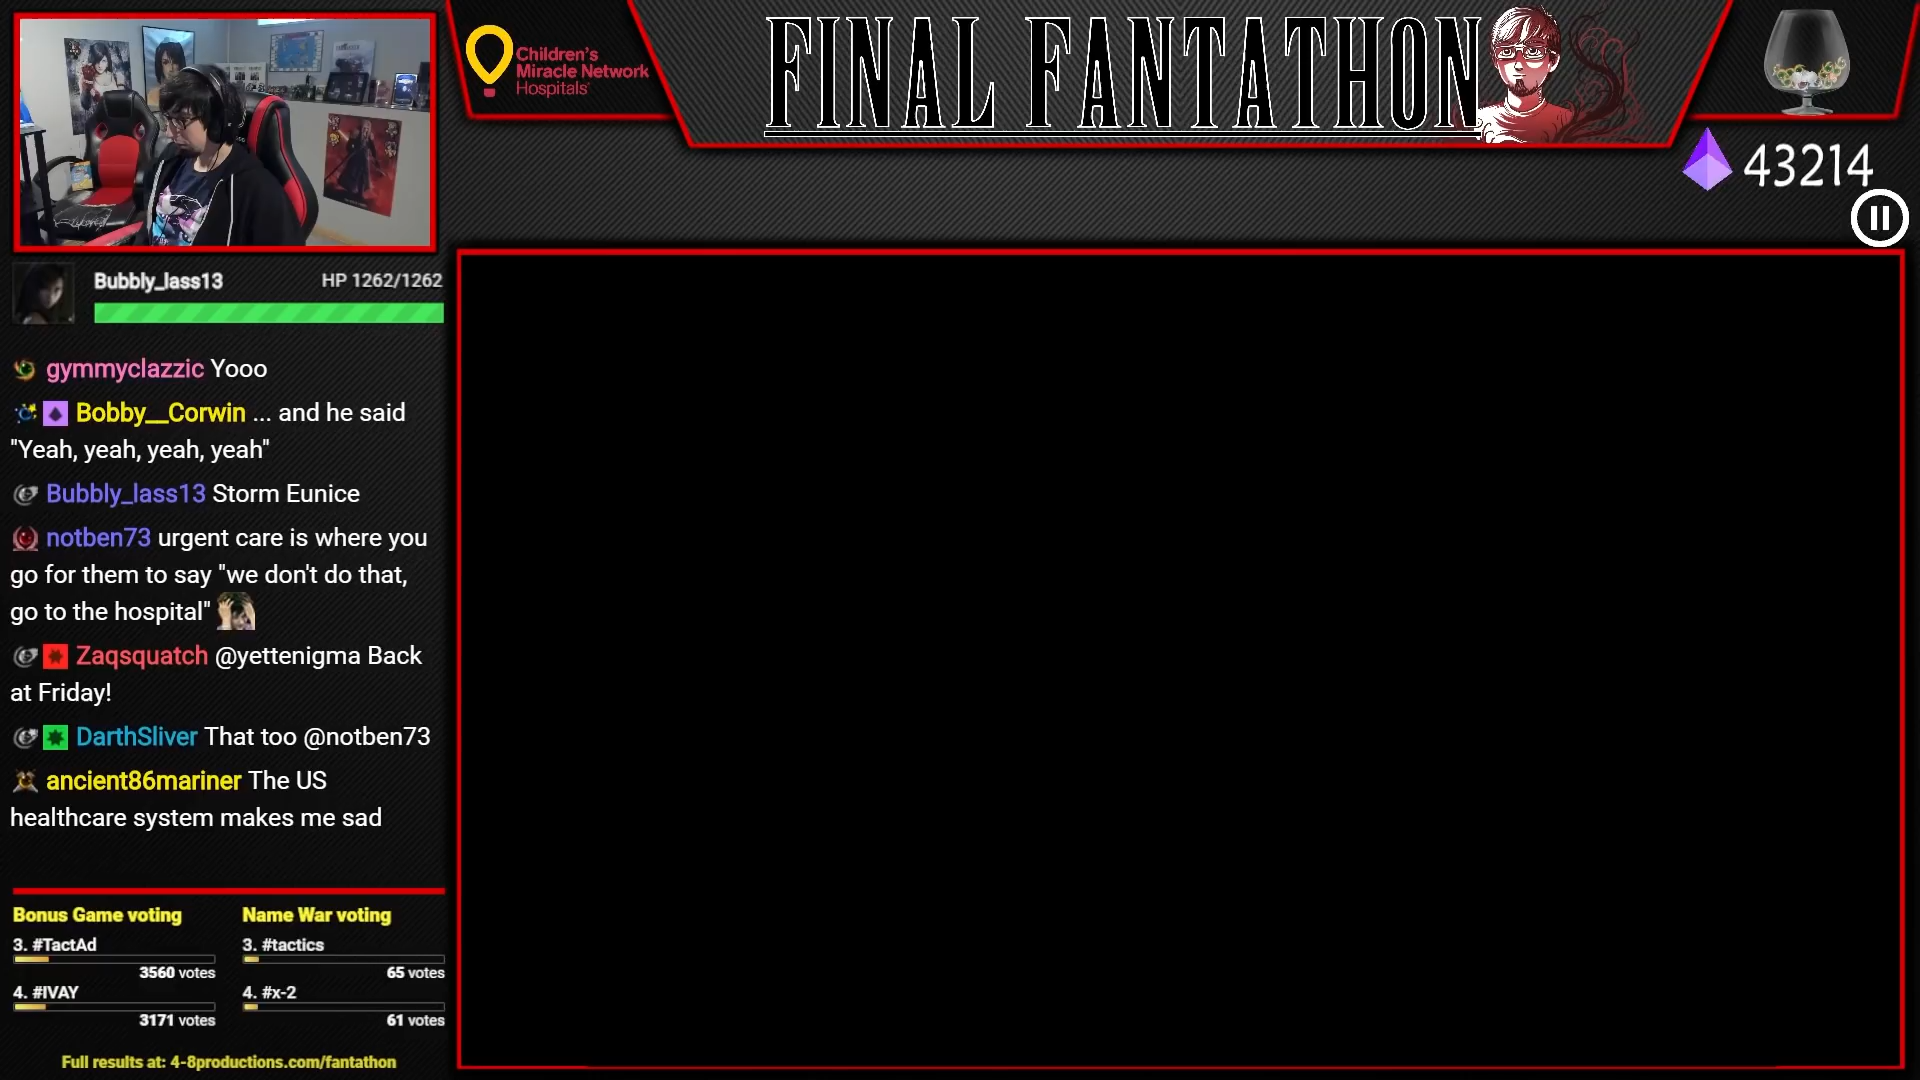 Children's
Miracle Network
Hospitals
FINAL FANTATHON
43214
Bubbly_lass13 HP 1262/1262
gymmyclazzic Yooo
Bobby__Corwin ... and he said
"Yeah, yeah, yeah, yeah"
Bubbly_lass13 Storm Eunice
notben73 urgent care is where you
go for them to say "we don't do that,
go to the hospital"
Zaqsquatch @yettenigma Back
at Friday!
DarthSliver That too @notben73
ancient86mariner The US
healthcare system makes me sad
Bonus Game voting
3. #TactAd
3560 votes
4. #IVAY
3171 votes
Name War voting
3. #tactics
65 votes
4. #x-2
61 votes
Full results at: 4-8productions.com/fantathon